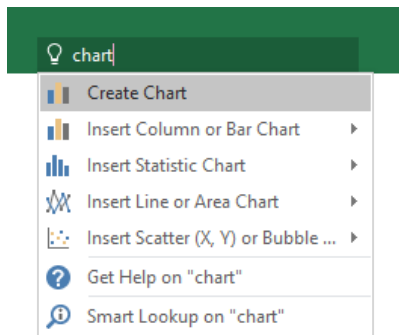 chart
Create Chart
Insert Column or Bar Chart
Insert Statistic Chart
Insert Line or Area Chart
Insert Scatter (X, Y) or Bubble ...
Get Help on "chart"
Smart Lookup on "chart"